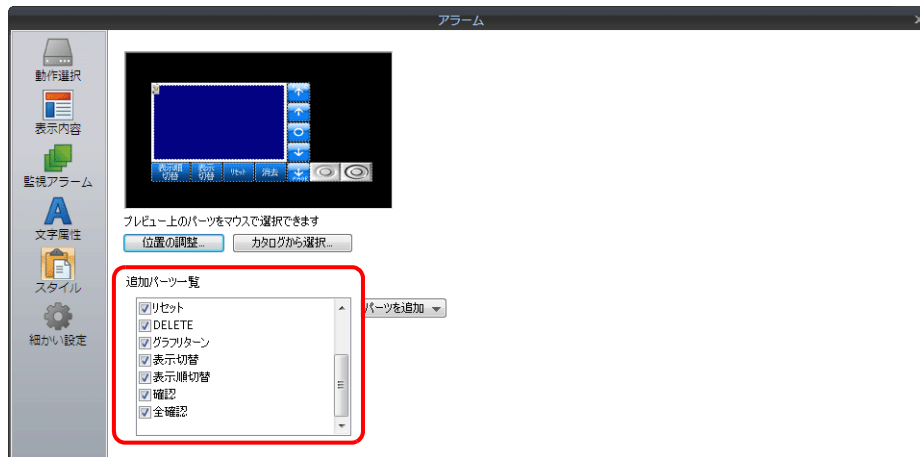 アラーム
動作選択
表示内容
監視アラーム
文字属性
スタイル
細かい設定
表示順
切替
表示
切替
リセット
消去
プレビュー上のパーツをマウスで選択できます
位置の調整...
カタログから選択...
追加パーツ一覧
リセット
DELETE
グラフリターン
表示切替
表示順切替
確認
全確認
パーツを追加